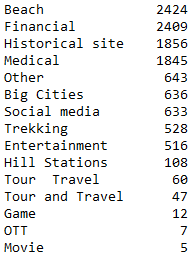 Beach 2424
Financial 2409
Historical site 1856
Medical 1845
Other 643
Big Cities 636
Social media 633
Trekking 528
Entertainment 516
Hill Stations 108
Tour  Travel 60
Tour and Travel 47
Game 12
OTT 7
Movie 5